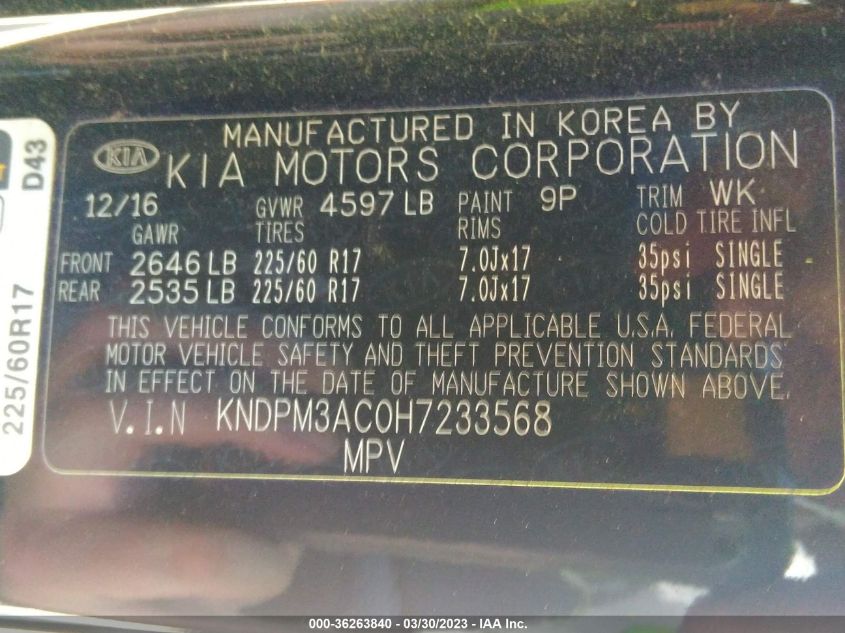 MANUFACTURED IN KOREA BY
KIA KIA MOTORS CORPORATION
12/16 GVWR 4597 LB PAINT 9P TRIM WK
GAWR TIRES RIMS COLD TIRE INFL
FRONT 2646 LB 225/60 R17 7.0Jx17 35psi SINGLE
REAR 2535 LB 225/60 R17 7.0Jx17 35psi SINGLE
THIS VEHICLE CONFORMS TO ALL APPLICABLE U.S.A. FEDERAL
MOTOR VEHICLE SAFETY AND THEFT PREVENTION STANDARDS
IN EFFECT ON THE DATE OF MANUFACTURE SHOWN ABOVE.
V.I.N KNDPM3AC0H7233568
MPV
D43
225/60R17
000-36263840 — 03/30/2023 — IAA Inc.